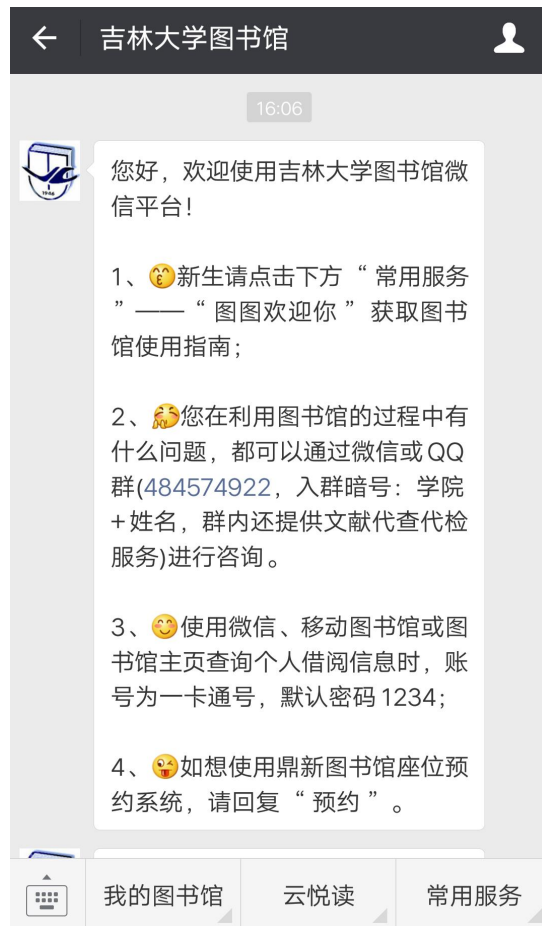 吉林大学图书馆
16:06
您好，欢迎使用吉林大学图书馆微
信平台！
1、新生请点击下方“常用服务
”——“图图欢迎你”获取图书
馆使用指南；
2、您在利用图书馆的过程中有
什么问题，都可以通过微信或QQ
群(484574922，入群暗号：学院
+姓名，群内还提供文献代查代检
服务)进行咨询。
3、使用微信、移动图书馆或图
书馆主页查询个人借阅信息时，账
号为一卡通号，默认密码1234；
4、如想使用鼎新图书馆座位预
约系统，请回复“预约”。
我的图书馆
云悦读
常用服务